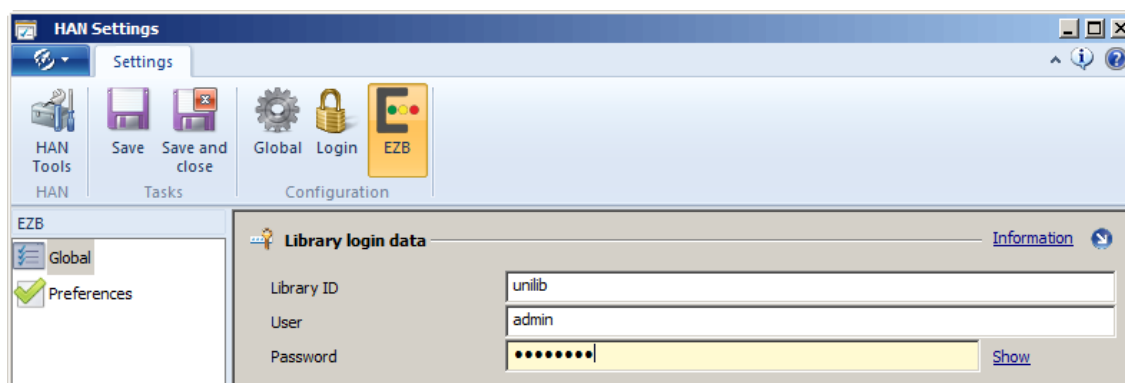 HAN Settings
Settings
HAN Tools
Save
Save and close
Global
Login
EZB
HAN
Tasks
Configuration
EZB
Global
Preferences
Library login data
Information
Library ID
unilib
User
admin
Password
••••••••
Show